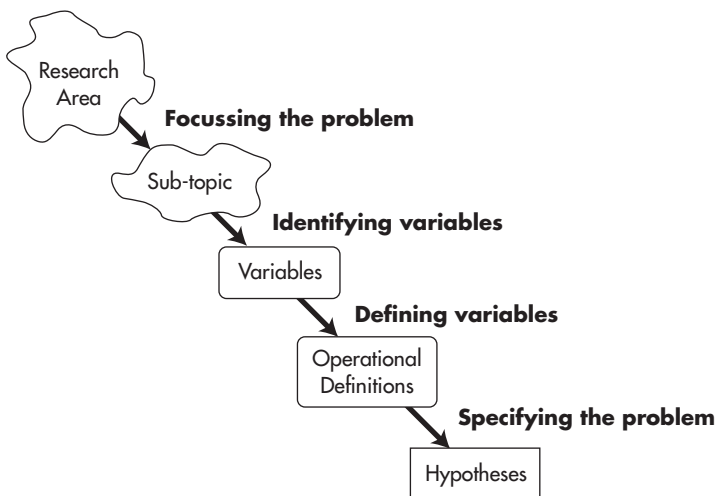 Research
Area
Focussing the problem
Sub-topic
Identifying variables
Variables
Defining variables
Operational
Definitions
Specifying the problem
Hypotheses